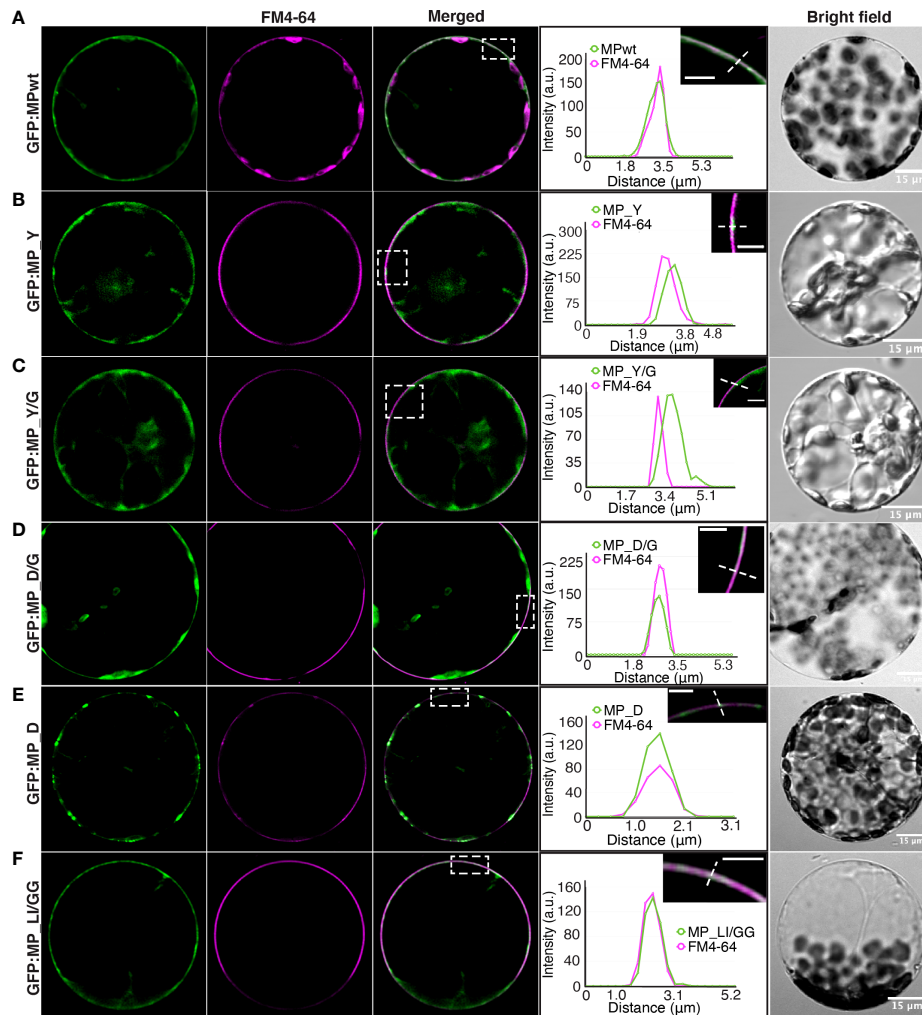 FM4-64 Merged Bright field
A
GFP:MPwt
MPwt
FM4-64
Intensity (a.u.)
200
150
100
50
0
0 1.8 3.5 5.3
Distance (µm)
15 µm
B
GFP:MP_Y
MP_Y
FM4-64
Intensity (a.u.)
300
225
150
75
0
0 1.9 3.8 4.8
Distance (µm)
15 µm
C
GFP:MP_Y/G
MP_Y/G
FM4-64
Intensity (a.u.)
140
105
70
35
0
0 1.7 3.4 5.1
Distance (µm)
15 µm
D
GFP:MP_D/G
MP_D/G
FM4-64
Intensity (a.u.)
225
150
75
0
0 1.8 3.5 5.3
Distance (µm)
E
GFP:MP_D
MP_D
FM4-64
Intensity (a.u.)
160
120
80
40
0
0 1.0 2.1 3.1
Distance (µm)
15 µm
F
GFP:MP_LI/GG
MP_LI/GG
FM4-64
Intensity (a.u.)
160
120
80
40
0
0 1.0 3.1 5.2
Distance (µm)
15 µm